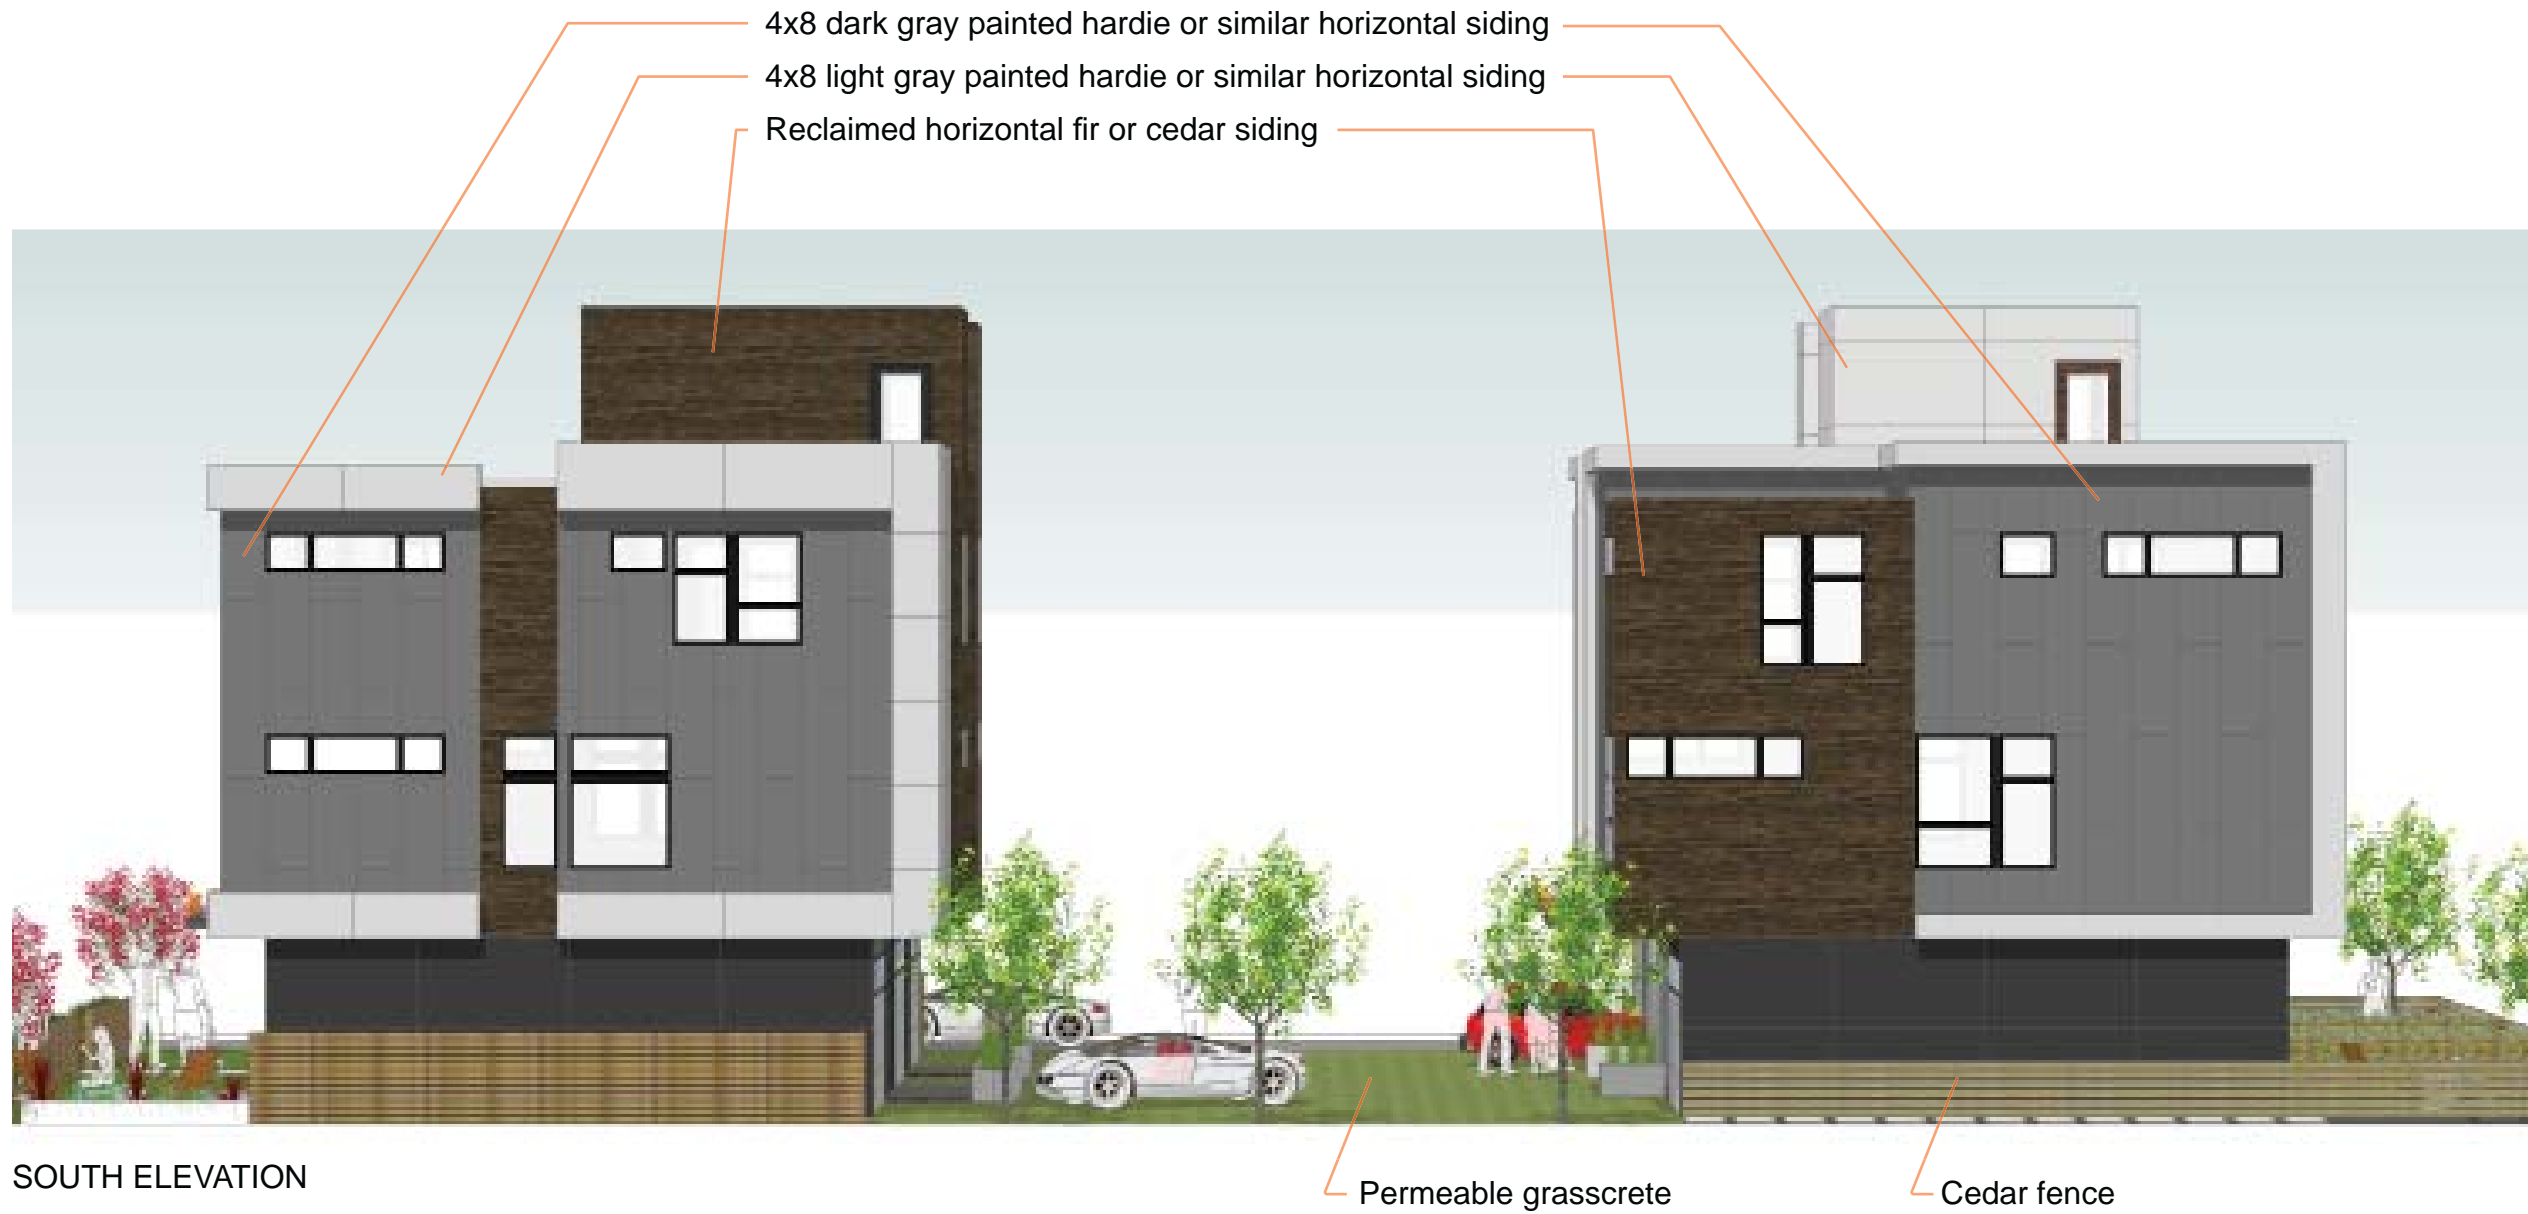 4x8 dark gray painted hardie or similar horizontal siding
4x8 light gray painted hardie or similar horizontal siding
Reclaimed horizontal fir or cedar siding
SOUTH ELEVATION
Permeable grasscrete
Cedar fence